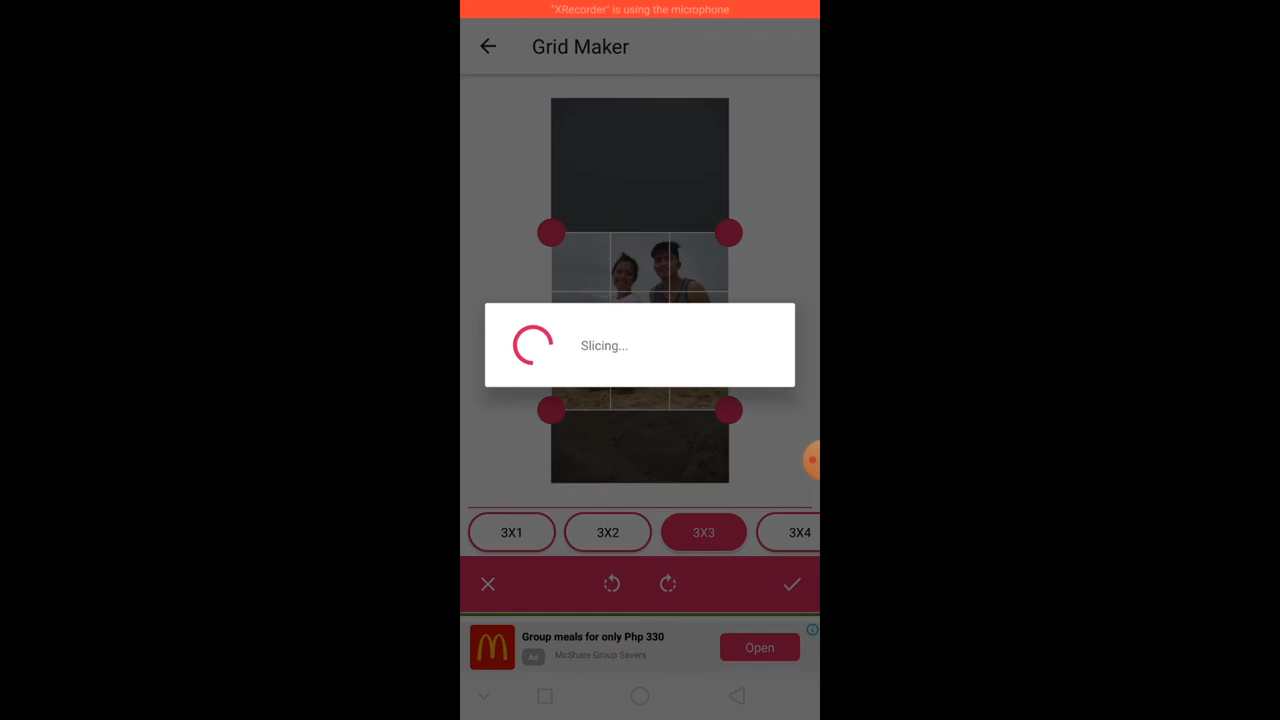 "XRecorder" is using the microphone
Grid Maker
Slicing...
3X1
3X2
3X3
3X4
Group meals for only Php 330
Ad
McShare Group Savers
Open